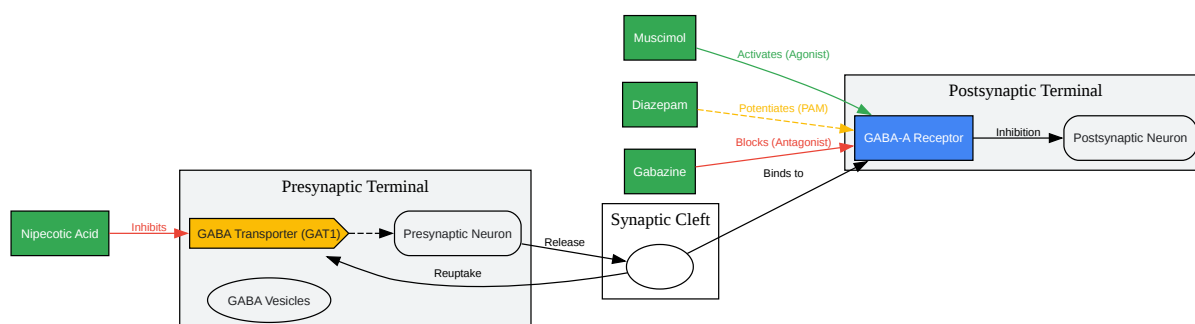 Muscimol
Activates (Agonist)
Postsynaptic Terminal
Diazepam
Potentiates (PAM)
GABA-A Receptor
Inhibition
Postsynaptic Neuron
Blocks (Antagonist)
Gabazine
Binds to
Presynaptic Terminal
Synaptic Cleft
Nipecotic Acid
Inhibits
GABA Transporter (GAT1)
Presynaptic Neuron
Release
Reuptake
GABA Vesicles